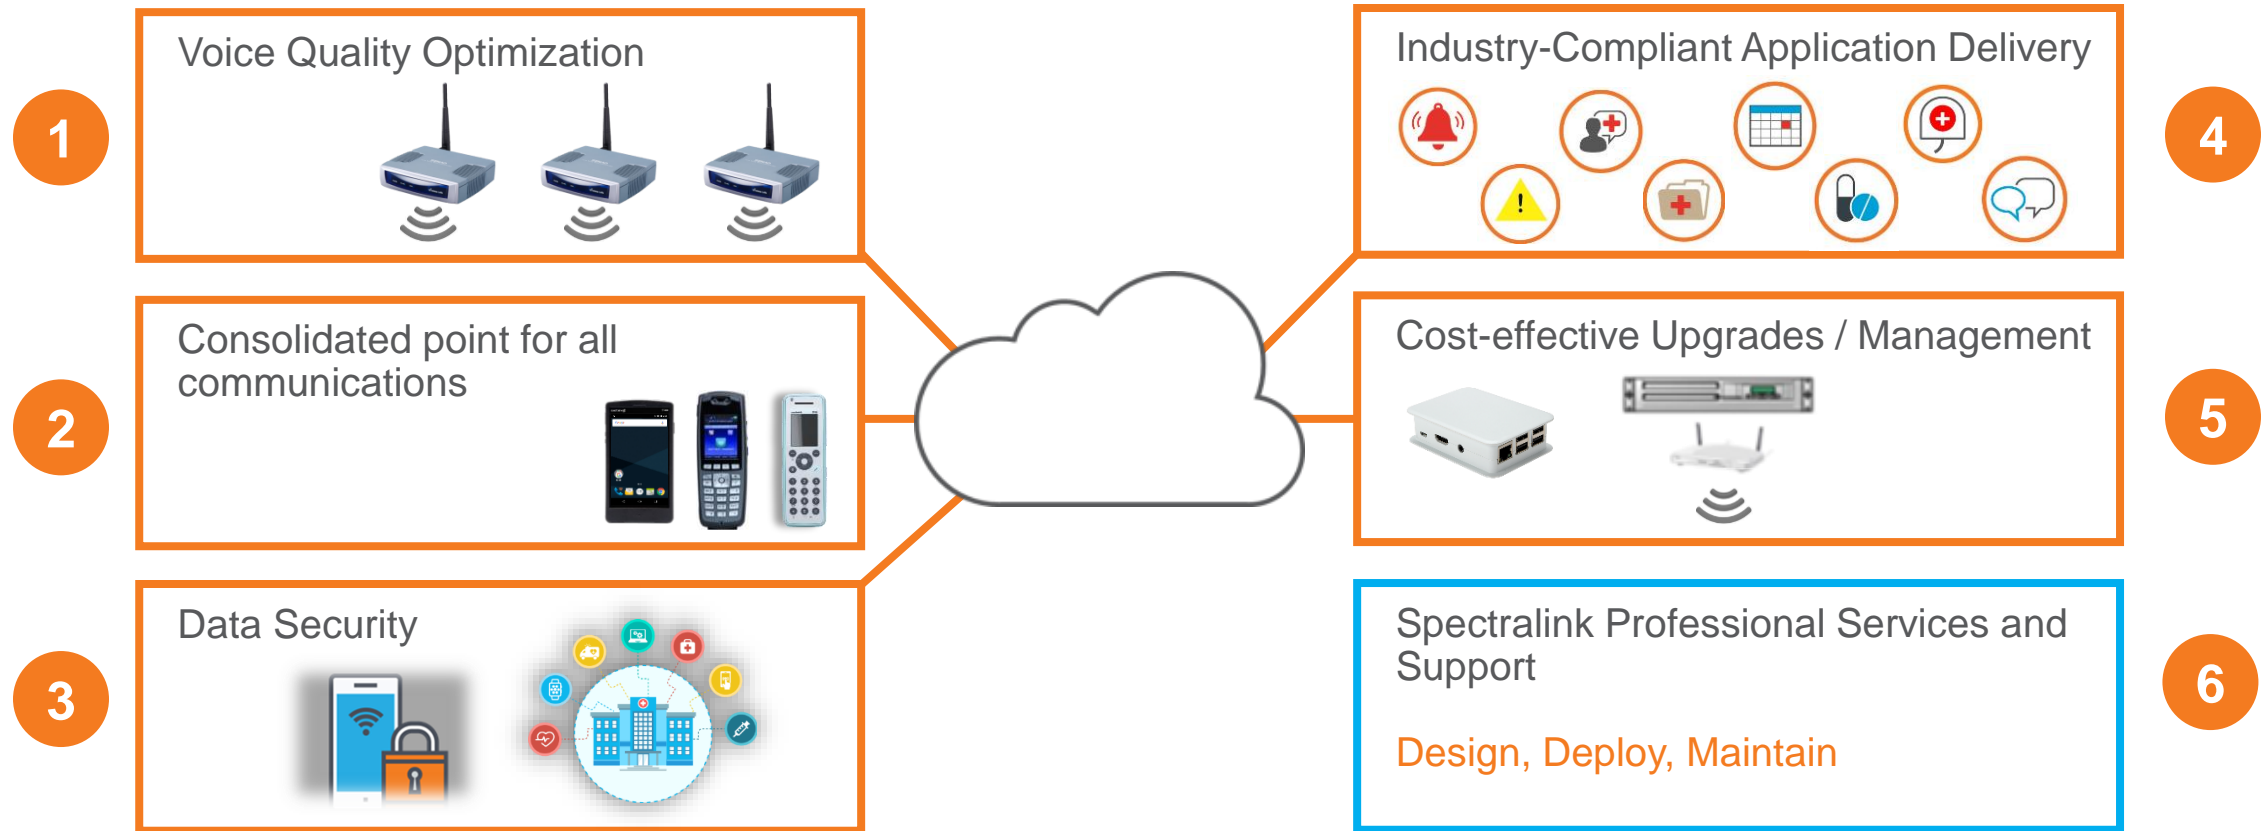 1
Voice Quality Optimization
2
Consolidated point for all
communications
3
Data Security
Industry-Compliant Application Delivery
!
4
Cost-effective Upgrades / Management
5
Spectralink Professional Services and
Support
Design, Deploy, Maintain
6